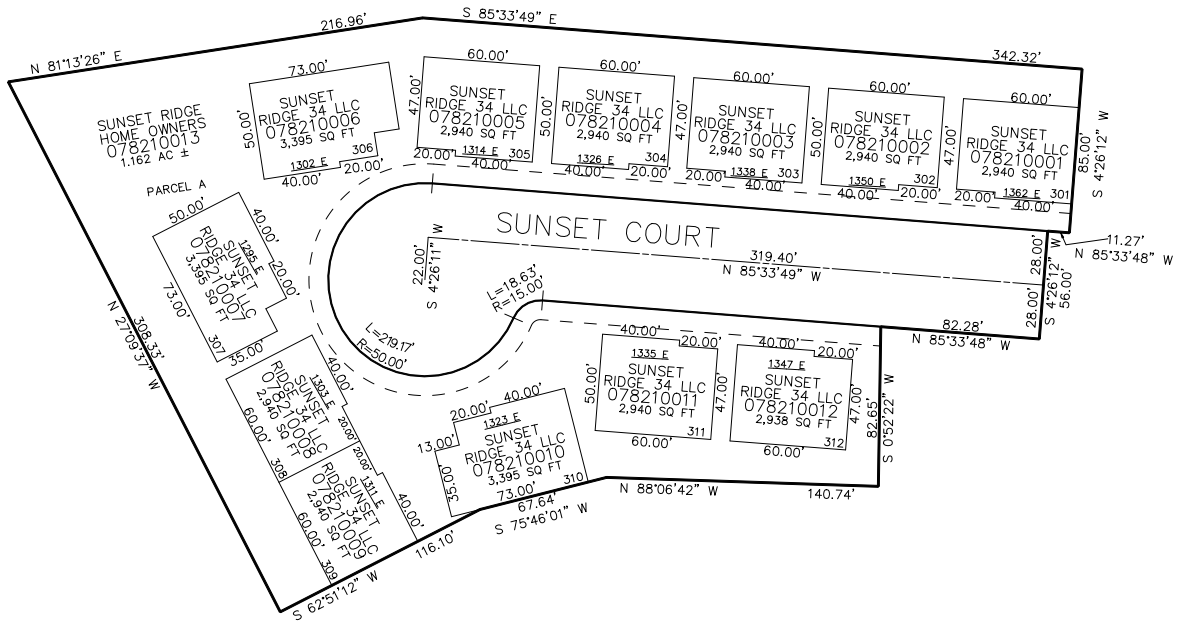 S 85°33'49" E
216.96'
342.32'
N 81°13'26" E
SUNSET RIDGE
HOME OWNERS
078210013
1.162 AC ±
PARCEL A
73.00'
50.00'
SUNSET
RIDGE 34 LLC
078210006
3,395 SQ FT
1302 E
306
40.00'
20.00'
60.00'
47.00'
SUNSET
RIDGE 34 LLC
078210005
2,940 SQ FT
1314 E
305
20.00'
40.00'
50.00'
60.00'
SUNSET
RIDGE 34 LLC
078210004
2,940 SQ FT
1326 E
304
40.00'
20.00'
47.00'
60.00'
SUNSET
RIDGE 34 LLC
078210003
2,940 SQ FT
1338 E
303
20.00'
40.00'
50.00'
60.00'
SUNSET
RIDGE 34 LLC
078210002
2,940 SQ FT
1350 E
302
40.00'
20.00'
47.00'
60.00'
SUNSET
RIDGE 34 LLC
078210001
2,940 SQ FT
1362 E
301
20.00'
40.00'
85.00'
S 4°26'12" W
11.27'
N 85°33'48" W
SUNSET COURT
319.40'
N 85°33'49" W
22.00'
S 4°26'11" W
28.00'
28.00'
S 4°26'12" W
56.00'
82.28'
N 85°33'48" W
L=18.63'
R=15.00'
L=219.17'
R=50.00'
50.00'
40.00'
20.00'
73.00'
35.00'
1295 E
SUNSET
RIDGE 34 LLC
078210007
3,395 SQ FT
307
N 27°09'37" W
308.33'
40.00'
20.00'
60.00'
1303 E
SUNSET
RIDGE 34 LLC
078210008
2,940 SQ FT
308
20.00'
40.00'
60.00'
1311 E
SUNSET
RIDGE 34 LLC
078210009
2,940 SQ FT
309
S 62°51'12" W
116.10'
40.00'
20.00'
13.00'
35.00'
1323 E
SUNSET
RIDGE 34 LLC
078210010
3,395 SQ FT
310
73.00'
67.64'
S 75°46'01" W
40.00'
20.00'
50.00'
1335 E
SUNSET
RIDGE 34 LLC
078210011
2,940 SQ FT
311
47.00'
60.00'
40.00'
20.00'
1347 E
SUNSET
RIDGE 34 LLC
078210012
2,938 SQ FT
312
47.00'
60.00'
82.65'
S 0°52'22" W
N 88°06'42" W
140.74'